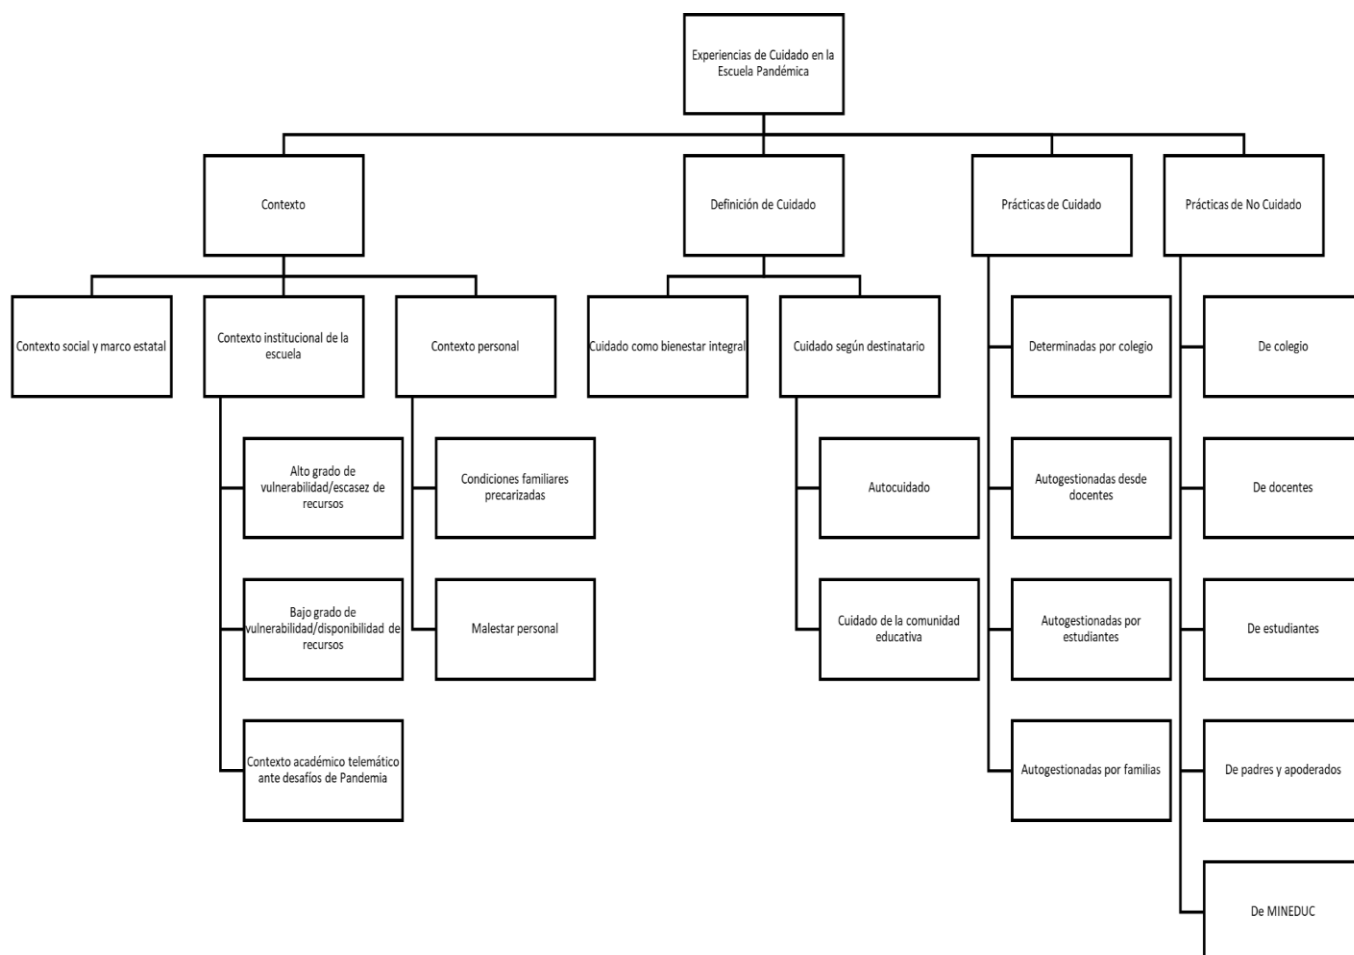 Experiencias de Cuidado en la
Escuela Pandémica
Contexto
Definición de Cuidado
Prácticas de Cuidado
Prácticas de No Cuidado
Contexto social y marco estatal
Contexto institucional de la
escuela
Contexto personal
Cuidado como bienestar integral
Cuidado según destinatario
Determinadas por colegio
De colegio
Alto grado de
vulnerabilidad/escasez de
recursos
Condiciones familiares
precarizadas
Autocuidado
Autogestionadas desde
docentes
De docentes
Bajo grado de
vulnerabilidad/disponibilidad de
recursos
Malestar personal
Cuidado de la comunidad
educativa
Autogestionadas por
estudiantes
De estudiantes
Contexto académico telemático
ante desafíos de Pandemia
Autogestionadas por familias
De padres y apoderados
De MINEDUC